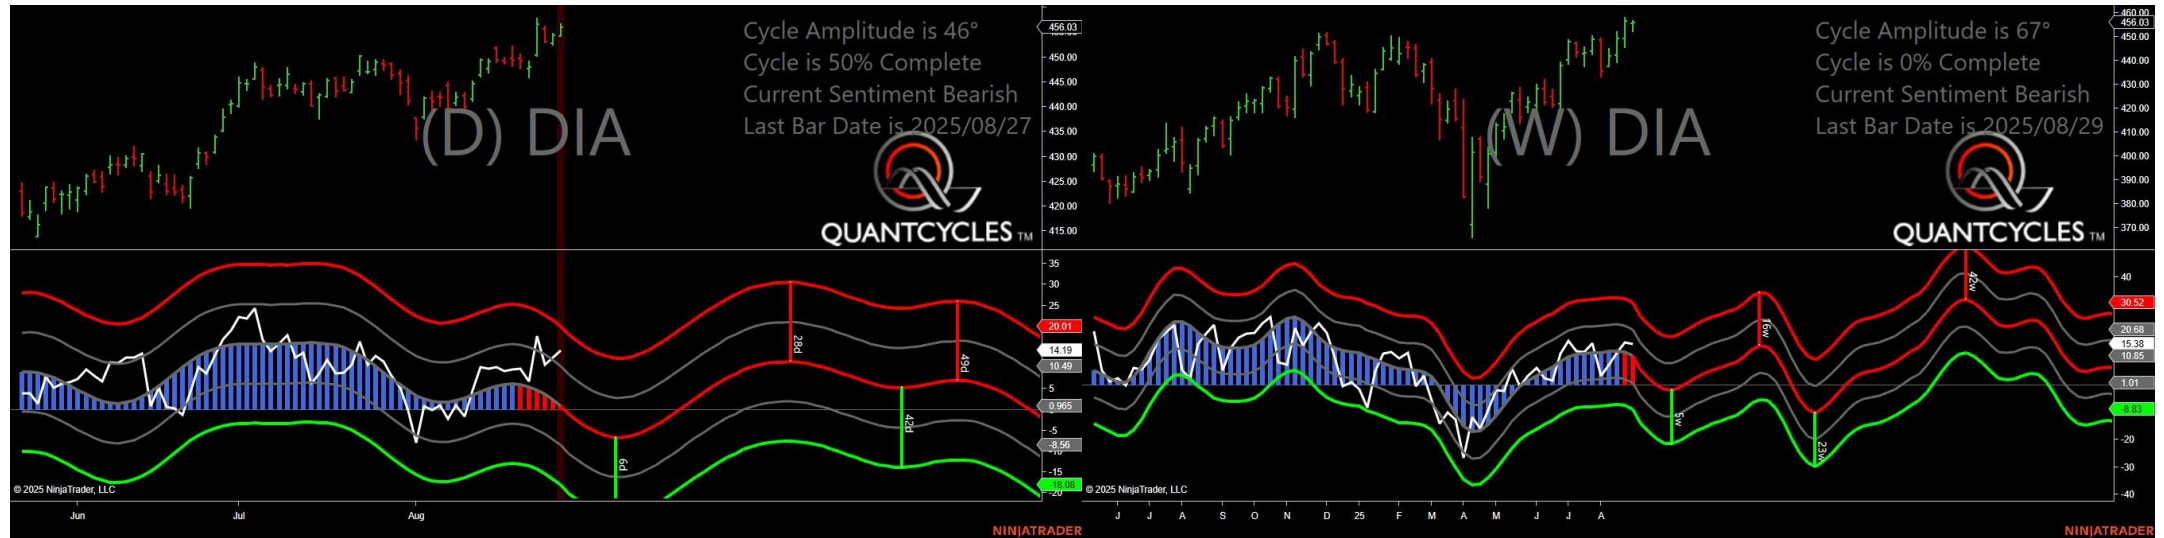 Cycle Amplitude is 46°
Cycle is 50% Complete
Current Sentiment Bearish
Last Bar Date is 2025/08/27
(D) DIA
QUANTCYCLES TM
456.03
450.00
445.00
440.00
435.00
430.00
425.00
420.00
415.00
35
30
25
20.01
14.19
10.49
5
0.965
-5
-8.56
-15
-18.08
-20
28d
49d
42d
6d
© 2025 NinjaTrader, LLC
Jun
Jul
Aug
NINJATRADER
Cycle Amplitude is 67°
Cycle is 0% Complete
Current Sentiment Bearish
Last Bar Date is 2025/08/29
(W) DIA
QUANTCYCLES TM
460.00
456.03
450.00
440.00
430.00
420.00
410.00
400.00
390.00
380.00
370.00
40
30.52
20.68
15.38
10.85
1.01
-8.83
-20
-30
-40
42w
16w
5w
23w
© 2025 NinjaTrader, LLC
J J A S O N D 25 F M A M J J A
NINJATRADER